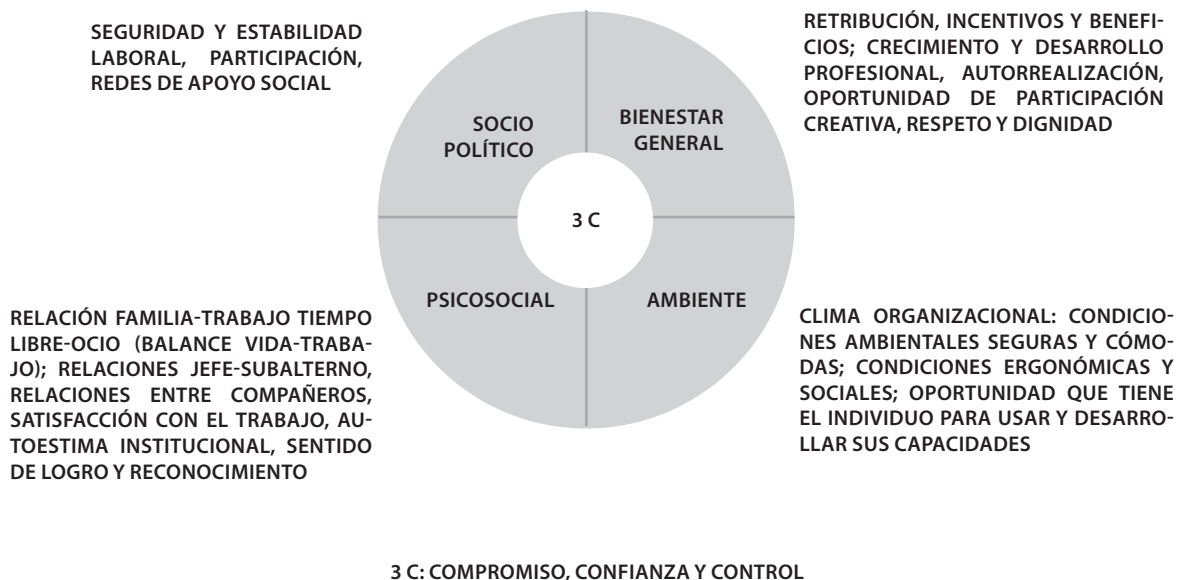 SEGURIDAD Y ESTABILIDAD
LABORAL, PARTICIPACIÓN,
REDES DE APOYO SOCIAL
RETRIBUCIÓN, INCENTIVOS Y BENEFI-
CIOS; CRECIMIENTO Y DESARROLLO
PROFESIONAL, AUTORREALIZACIÓN,
OPORTUNIDAD DE PARTICIPACIÓN
CREATIVA, RESPETO Y DIGNIDAD
SOCIO
POLÍTICO
BIENESTAR
GENERAL
3 C
PSICOSOCIAL
AMBIENTE
RELACIÓN FAMILIA-TRABAJO TIEMPO
LIBRE-OCIO (BALANCE VIDA-TRABA-
JO); RELACIONES JEFE-SUBALTERNO,
RELACIONES ENTRE COMPAÑEROS,
SATISFACCIÓN CON EL TRABAJO, AU-
TOESTIMA INSTITUCIONAL, SENTIDO
DE LOGRO Y RECONOCIMIENTO
CLIMA ORGANIZACIONAL: CONDICIO-
NES AMBIENTALES SEGURAS Y CÓMO-
DAS; CONDICIONES ERGONÓMICAS Y
SOCIALES; OPORTUNIDAD QUE TIENE
EL INDIVIDUO PARA USAR Y DESARRO-
LLAR SUS CAPACIDADES
3 C: COMPROMISO, CONFIANZA Y CONTROL